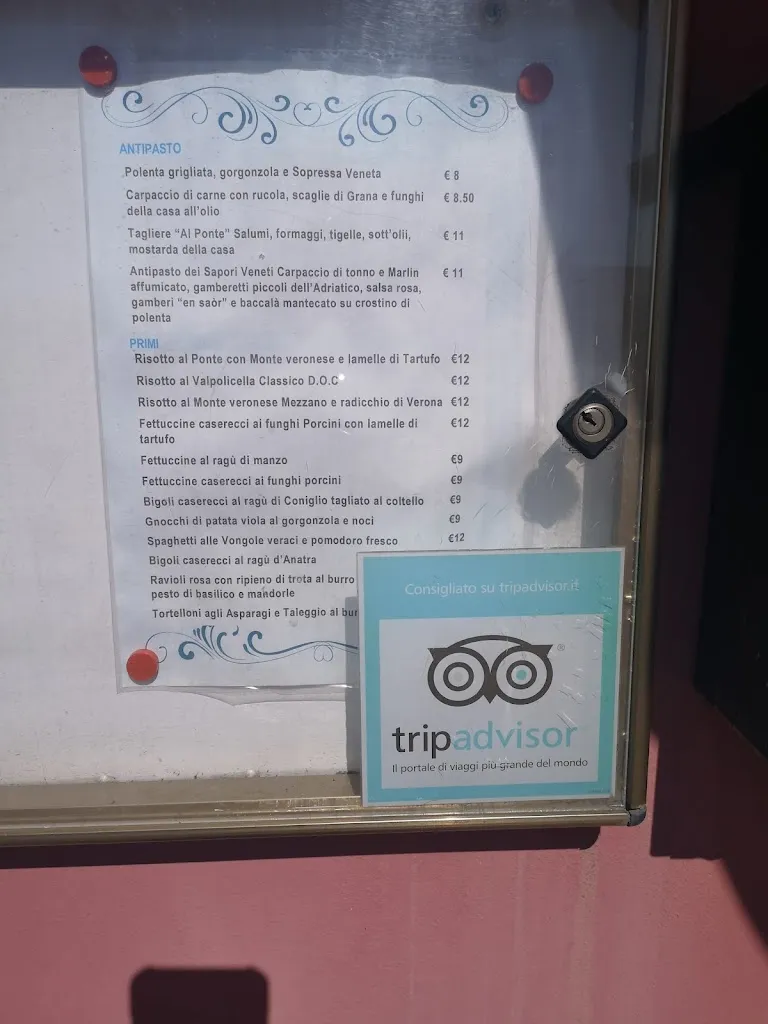 ANTIPASTO
Polenta grigliata, gorgonzola e Sopressa Veneta € 8
Carpaccio di carne con rucola, scaglie di Grana e funghi € 8.50
della casa all'olio
Tagliere “Al Ponte” Salumi, formaggi, tigelle, sott'olii, € 11
mostarda della casa
Antipasto dei Sapori Veneti Carpaccio di tonno e Marlin € 11
affumicato, gamberetti piccoli dell'Adriatico, salsa rosa,
gamberi “en saòr” e baccalà mantecato su crostino di
polenta
PRIMI
Risotto al Ponte con Monte veronese e lamelle di Tartufo €12
Risotto al Valpolicella Classico D.O.C €12
Risotto al Monte veronese Mezzano e radicchio di Verona €12
Fettuccine caserecci ai funghi Porcini con lamelle di €12
tartufo
Fettuccine al ragù di manzo €9
Fettuccine caserecci ai funghi porcini €9
Bigoli caserecci al ragù di Coniglio tagliato al coltello €9
Gnocchi di patata viola al gorgonzola e noci €9
Spaghetti alle Vongole veraci e pomodoro fresco €12
Bigoli caserecci al ragù d'Anatra
Ravioli rosa con ripieno di trota al burro
pesto di basilico e mandorle
Tortelloni agli Asparagi e Taleggio al
Consigliato su tripadvisor.it
tripadvisor®
Il portale di viaggi più grande del mondo